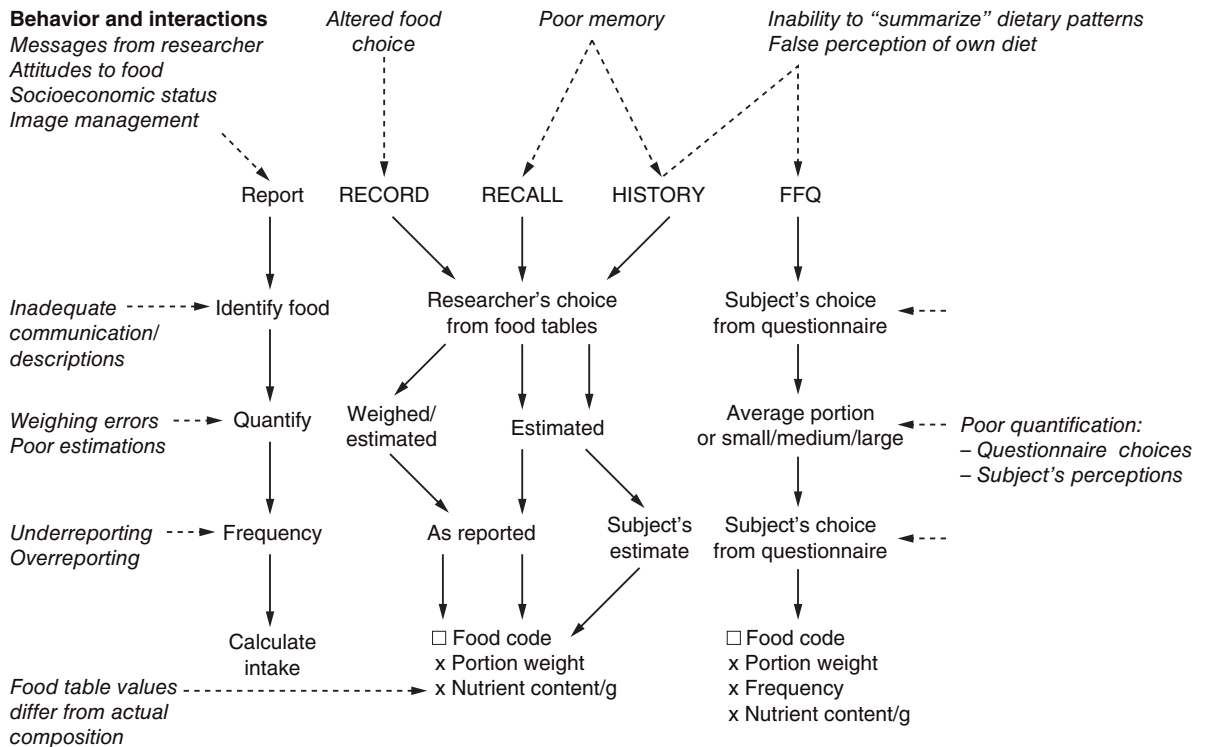 Behavior and interactions
Messages from researcher
Attitudes to food
Socioeconomic status
Image management
Altered food
choice
Poor memory
Inability to “summarize” dietary patterns
False perception of own diet
Report
RECORD
RECALL
HISTORY
FFQ
Inadequate
communication/
descriptions
Identify food
Researcher’s choice
from food tables
Subject’s choice
from questionnaire
Weighing errors
Poor estimations
Quantify
Weighed/
estimated
Estimated
Average portion
or small/medium/large
Poor quantification:
– Questionnaire choices
– Subject’s perceptions
Underreporting
Overreporting
Frequency
As reported
Subject’s
estimate
Subject’s choice
from questionnaire
Calculate
intake
□ Food code
x Portion weight
x Nutrient content/g
□ Food code
x Portion weight
x Frequency
x Nutrient content/g
Food table values
differ from actual
composition